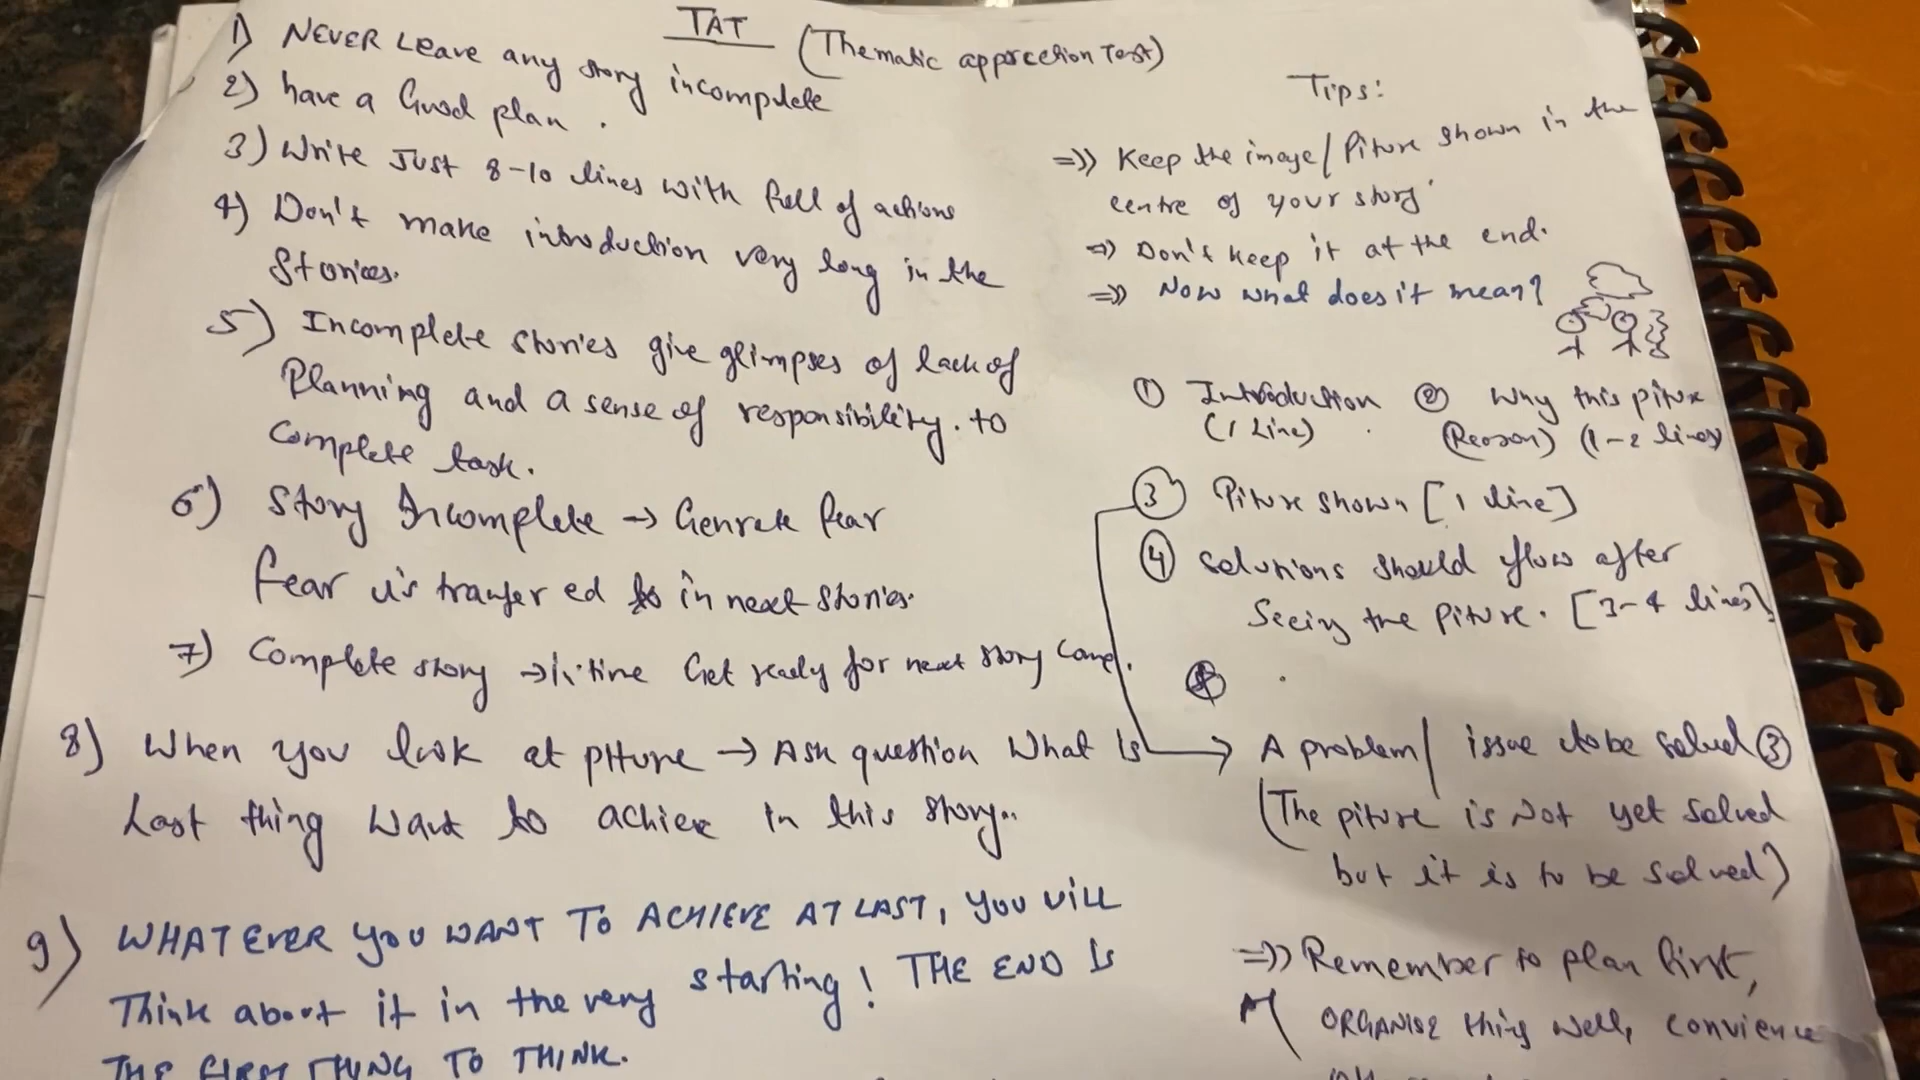 TAT (Thematic apprcetion Test)
1) NEVER Leave any story incomplete
2) have a Good plan.
3) Write Just 8-10 lines with full of actions
4) Don't make introduction very long in the
Stories.
5) Incomplete stories give glimpses of lack of
Planning and a sense of responsibility. to
Complete task.
6) Story Incomplete → Genrete fear
fear is tranfer ed to in next stories.
7) Complete story → in time Get ready for next story
8) When you look at piture → Ask question What is
Last thing want to achiee in this story..
9) WHAT EVER YOU WANT TO ACHIEVE AT LAST, YOU WILL
Think about it in the very starting! THE END IS
THE FIRST THING TO THINK.
Tips:
=>> Keep the image/Piture shown in the
centre of your story
=> Don't keep it at the end.
=>> Now what does it mean?
① Introduction
(1 Line)
② Why this piture
(Reason) (1-2 lines)
③ Piture shown [1 line]
④ Solutions should flow after
Seeing the Piture. [3-4 lines]
→ A problem/issue to be solved ③
(The piture is Not yet solved
but it is to be solved)
=>> Remember to plan first,
ORGANISE thing well, convience